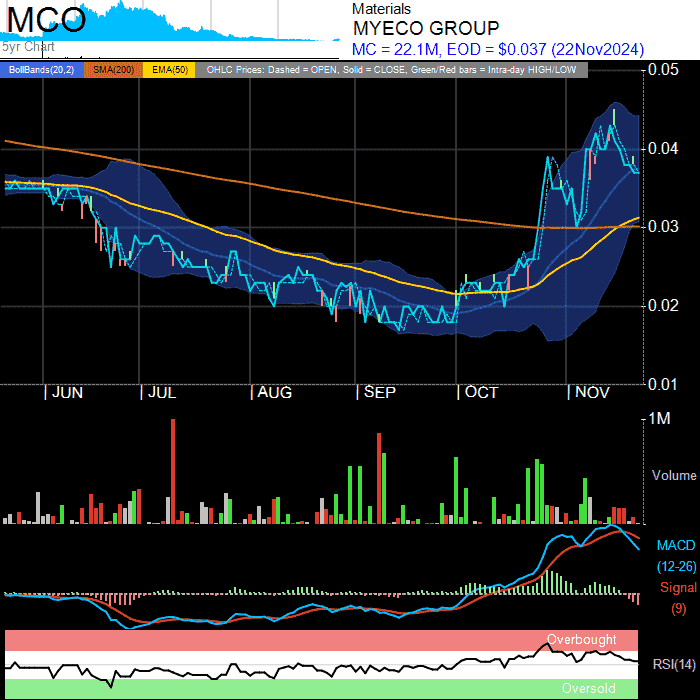 MCO
5yr Chart
Materials
MYECO GROUP
MC = 22.1M, EOD = $0.037 (22Nov2024)
BollBands(20,2) SMA(200) EMA(50) OHLC Prices: Dashed = OPEN, Solid = CLOSE, Green/Red bars = Intra-day HIGH/LOW
0.05
0.04
0.03
0.02
0.01
JUN JUL AUG SEP OCT NOV
1M
Volume
MACD
(12-26)
Signal
(9)
Overbought
RSI(14)
Oversold